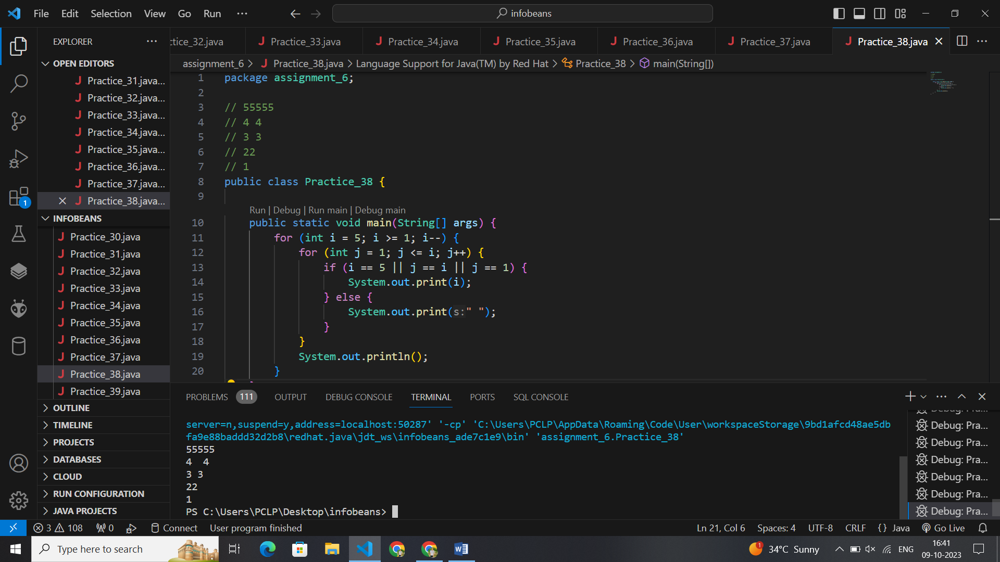 File Edit Selection View Go Run ··· infobeans
EXPLORER ···
OPEN EDITORS
Practice_31.java...
Practice_32.java...
Practice_33.java...
Practice_34.java...
Practice_35.java...
Practice_36.java...
Practice_37.java...
Practice_38.java...
INFOBEANS
Practice_30.java
Practice_31.java
Practice_32.java
Practice_33.java
Practice_34.java
Practice_35.java
Practice_36.java
Practice_37.java
Practice_38.java
Practice_39.java
OUTLINE
TIMELINE
PROJECTS
DATABASES
CLOUD
RUN CONFIGURATION
JAVA PROJECTS
1
ctice_32.java Practice_33.java Practice_34.java Practice_35.java Practice_36.java Practice_37.java Practice_38.java
assignment_6 > Practice_38.java > Language Support for Java(TM) by Red Hat > Practice_38 > main(String[])
1 package assignment_6;
2
3 // 55555
4 // 4 4
5 // 3 3
6 // 22
7 // 1
8 public class Practice_38 {
9
Run | Debug | Run main | Debug main
10 public static void main(String[] args) {
11 for (int i = 5; i >= 1; i--) {
12 for (int j = 1; j <= i; j++) {
13 if (i == 5 || j == i || j == 1) {
14 System.out.print(i);
15 } else {
16 System.out.print(s:" ");
17 }
18 }
19 System.out.println();
20 }
PROBLEMS 111 OUTPUT DEBUG CONSOLE TERMINAL PORTS SQL CONSOLE
server=n,suspend=y,address=localhost:50287' '-cp' 'C:\Users\PCLP\AppData\Roaming\Code\User\workspaceStorage\9bd1afcd48ae5db
fa9e88baddd32d2b8\redhat.java\jdt_ws\infobeans_ade7c1e9\bin' 'assignment_6.Practice_38'
55555
4  4
3 3
22
1
PS C:\Users\PCLP\Desktop\infobeans>
Debug: Pra...
Debug: Pra...
Debug: Pra...
Debug: Pra...
Debug: Pra...
Debug: Pra...
3 108 0 Connect User program finished Ln 21, Col 6 Spaces: 4 UTF-8 CRLF {} Java Go Live
Type here to search 1 34°C Sunny ENG 16:41
09-10-2023